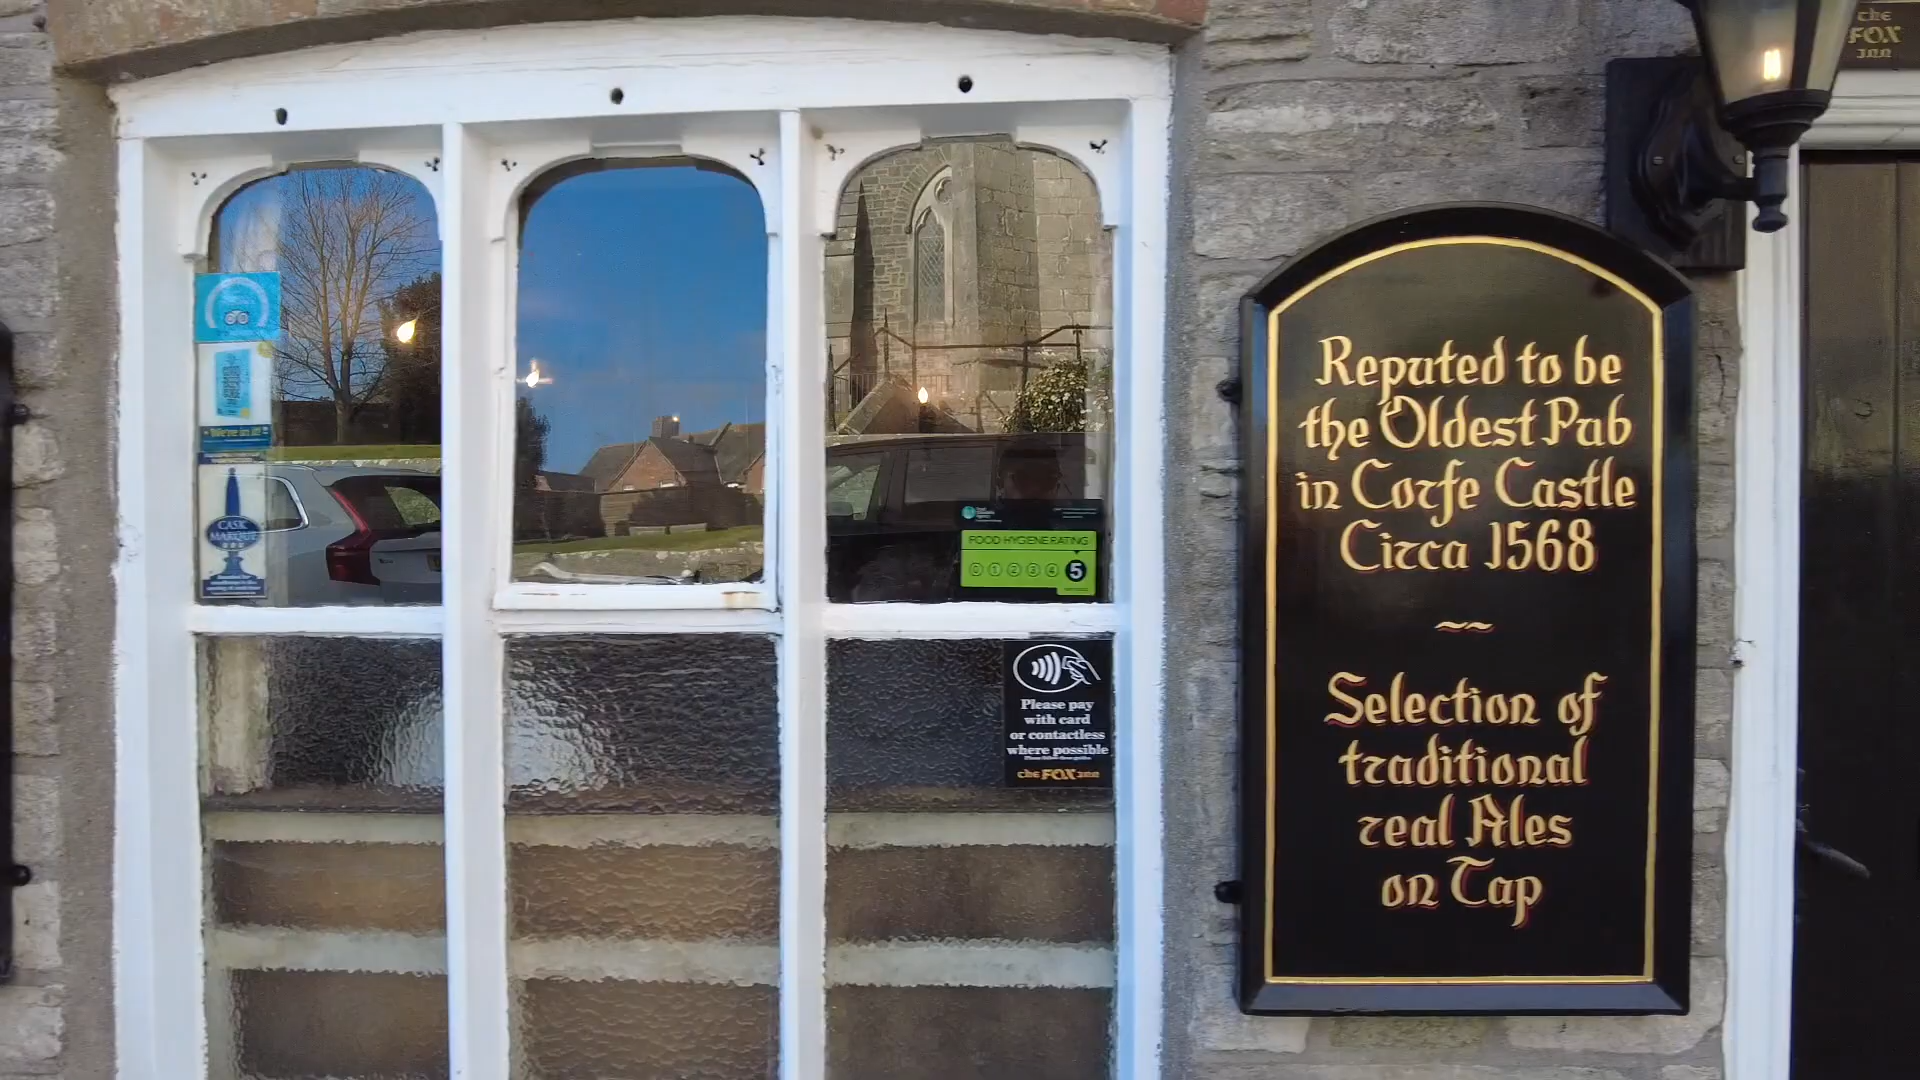 the
FOX
Inn
We're in it!
CASK
MARQUE
FOOD HYGIENE RATING
0 1 2 3 4 5
Please pay
with card
or contactless
where possible
the FOX Inn
Reputed to be
the Oldest Pub
in Corfe Castle
Circa 1568
~~
Selection of
traditional
real Ales
on Tap